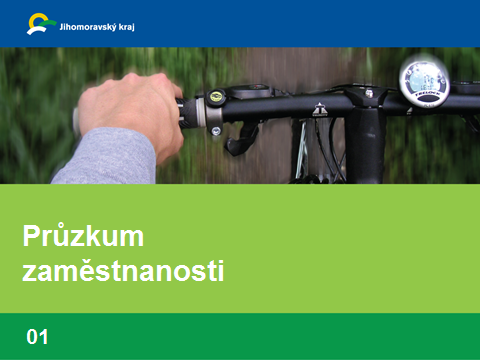 Jihomoravský kraj
Průzkum
zaměstnanosti
01